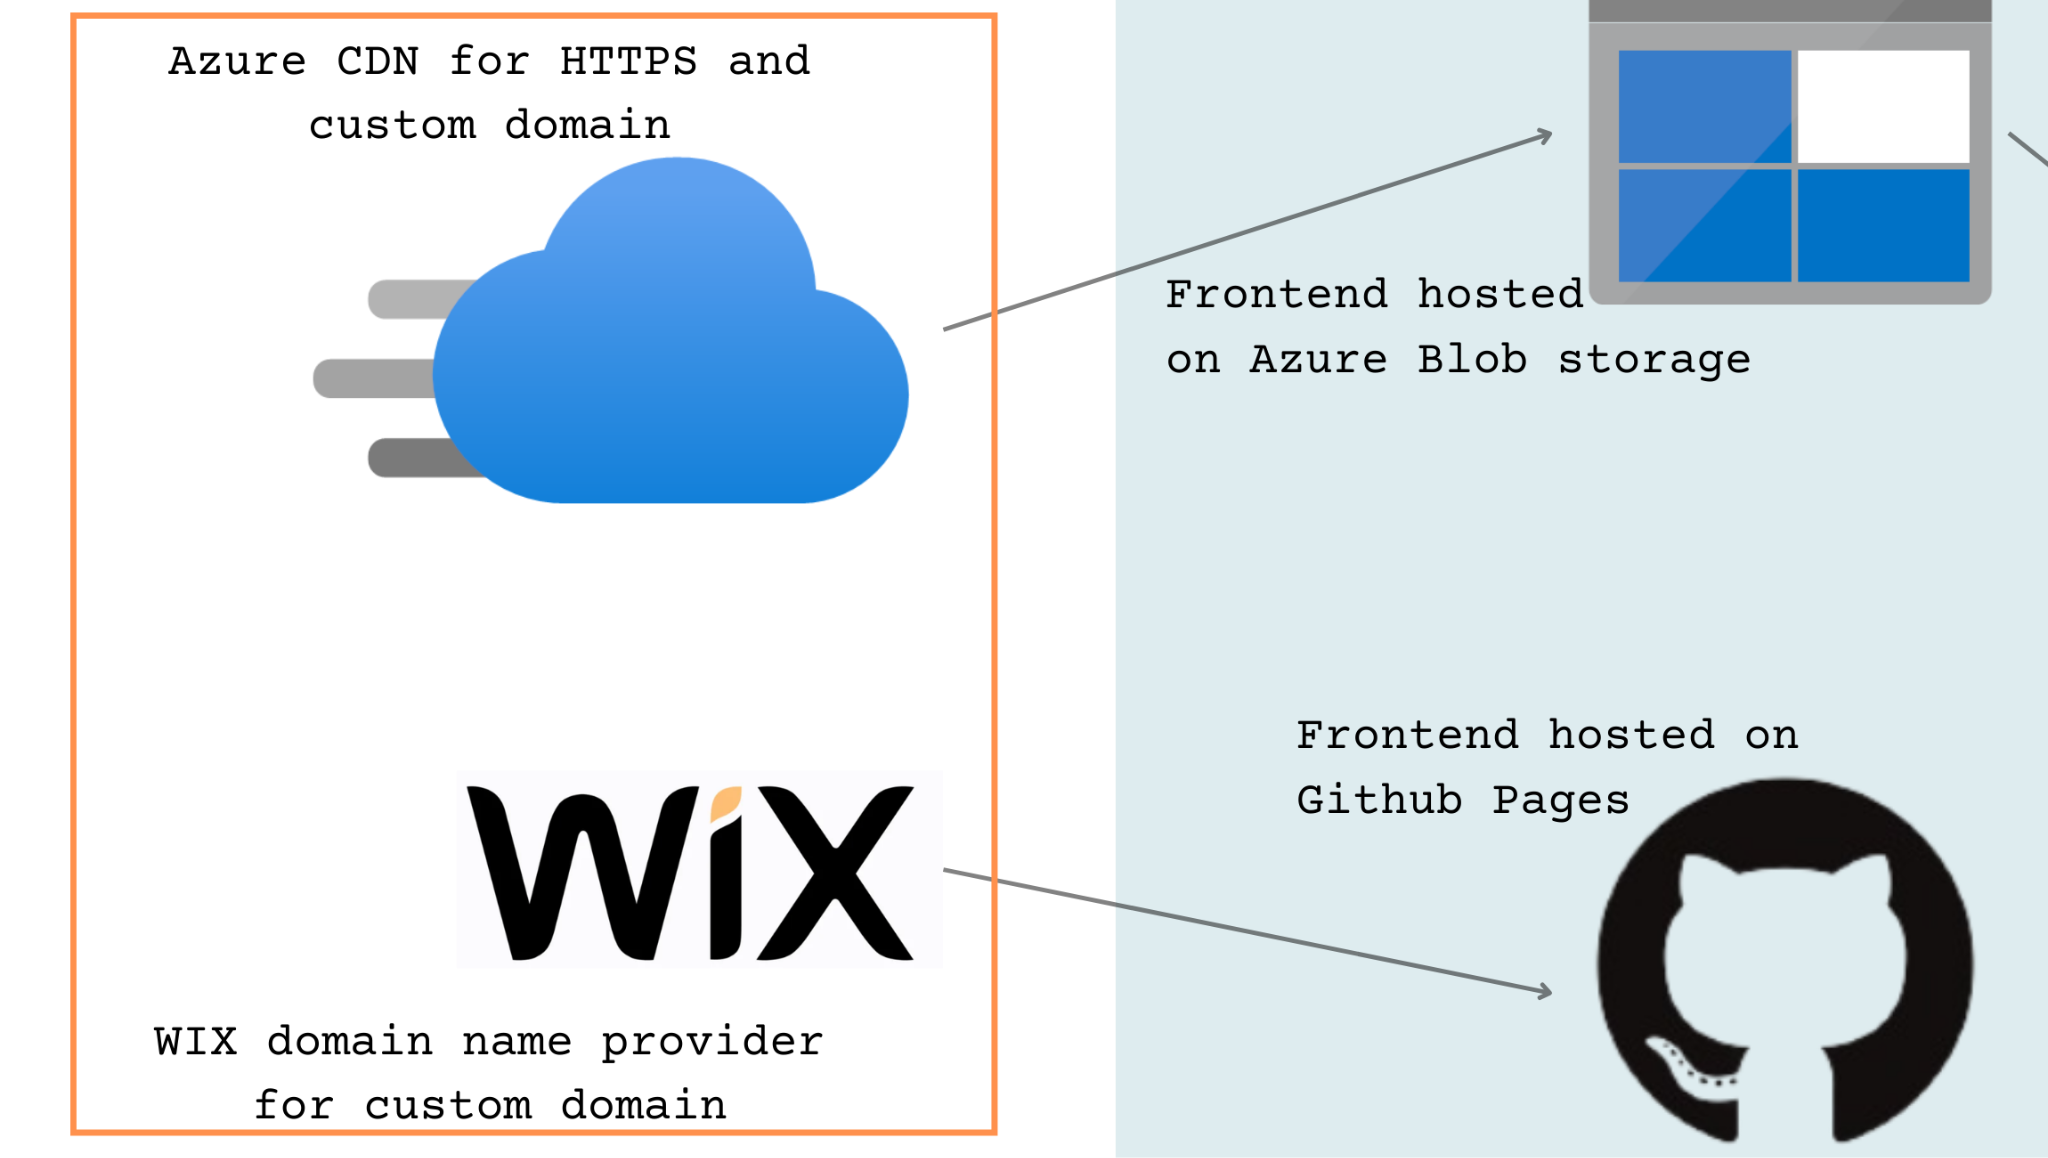 Azure CDN for HTTPS and
custom domain
Frontend hosted
on Azure Blob storage
Frontend hosted on
Github Pages
WiX
WIX domain name provider
for custom domain